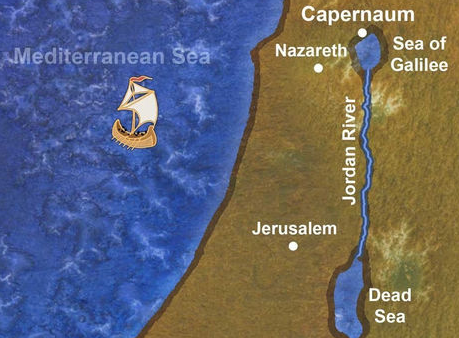 Capernaum
Mediterranean Sea
Nazareth
Sea of
Galilee
Jordan River
Jerusalem
Dead
Sea